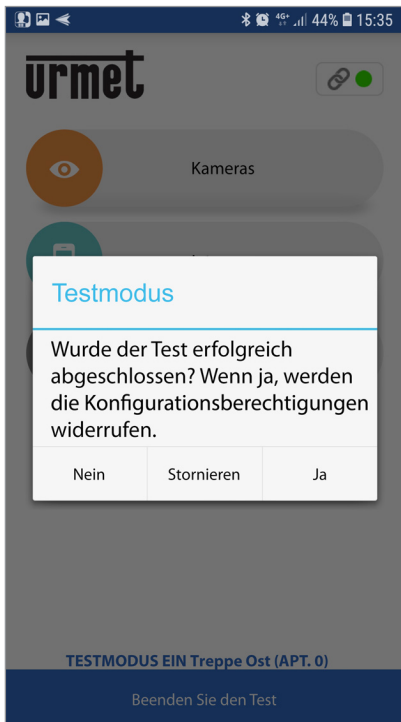 4G+ 44% 15:35
urmet
Kameras
Testmodus
Wurde der Test erfolgreich
abgeschlossen? Wenn ja, werden
die Konfigurationsberechtigungen
widerrufen.
Nein Stornieren Ja
TESTMODUS EIN Treppe Ost (APT. 0)
Beenden Sie den Test